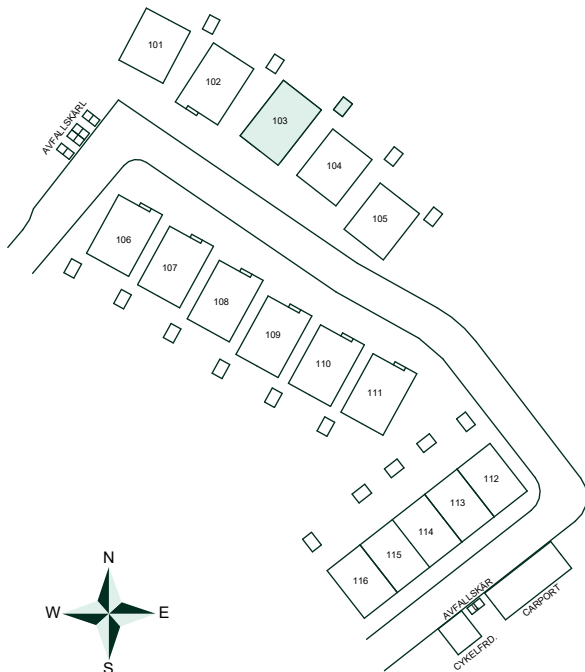 101
102
103
104
105
AVFALLSKÄRL
106
107
108
109
110
111
112
113
114
115
116
AVFALLSKÄR
CARPORT
CYKELFRD.
N
W
E
S